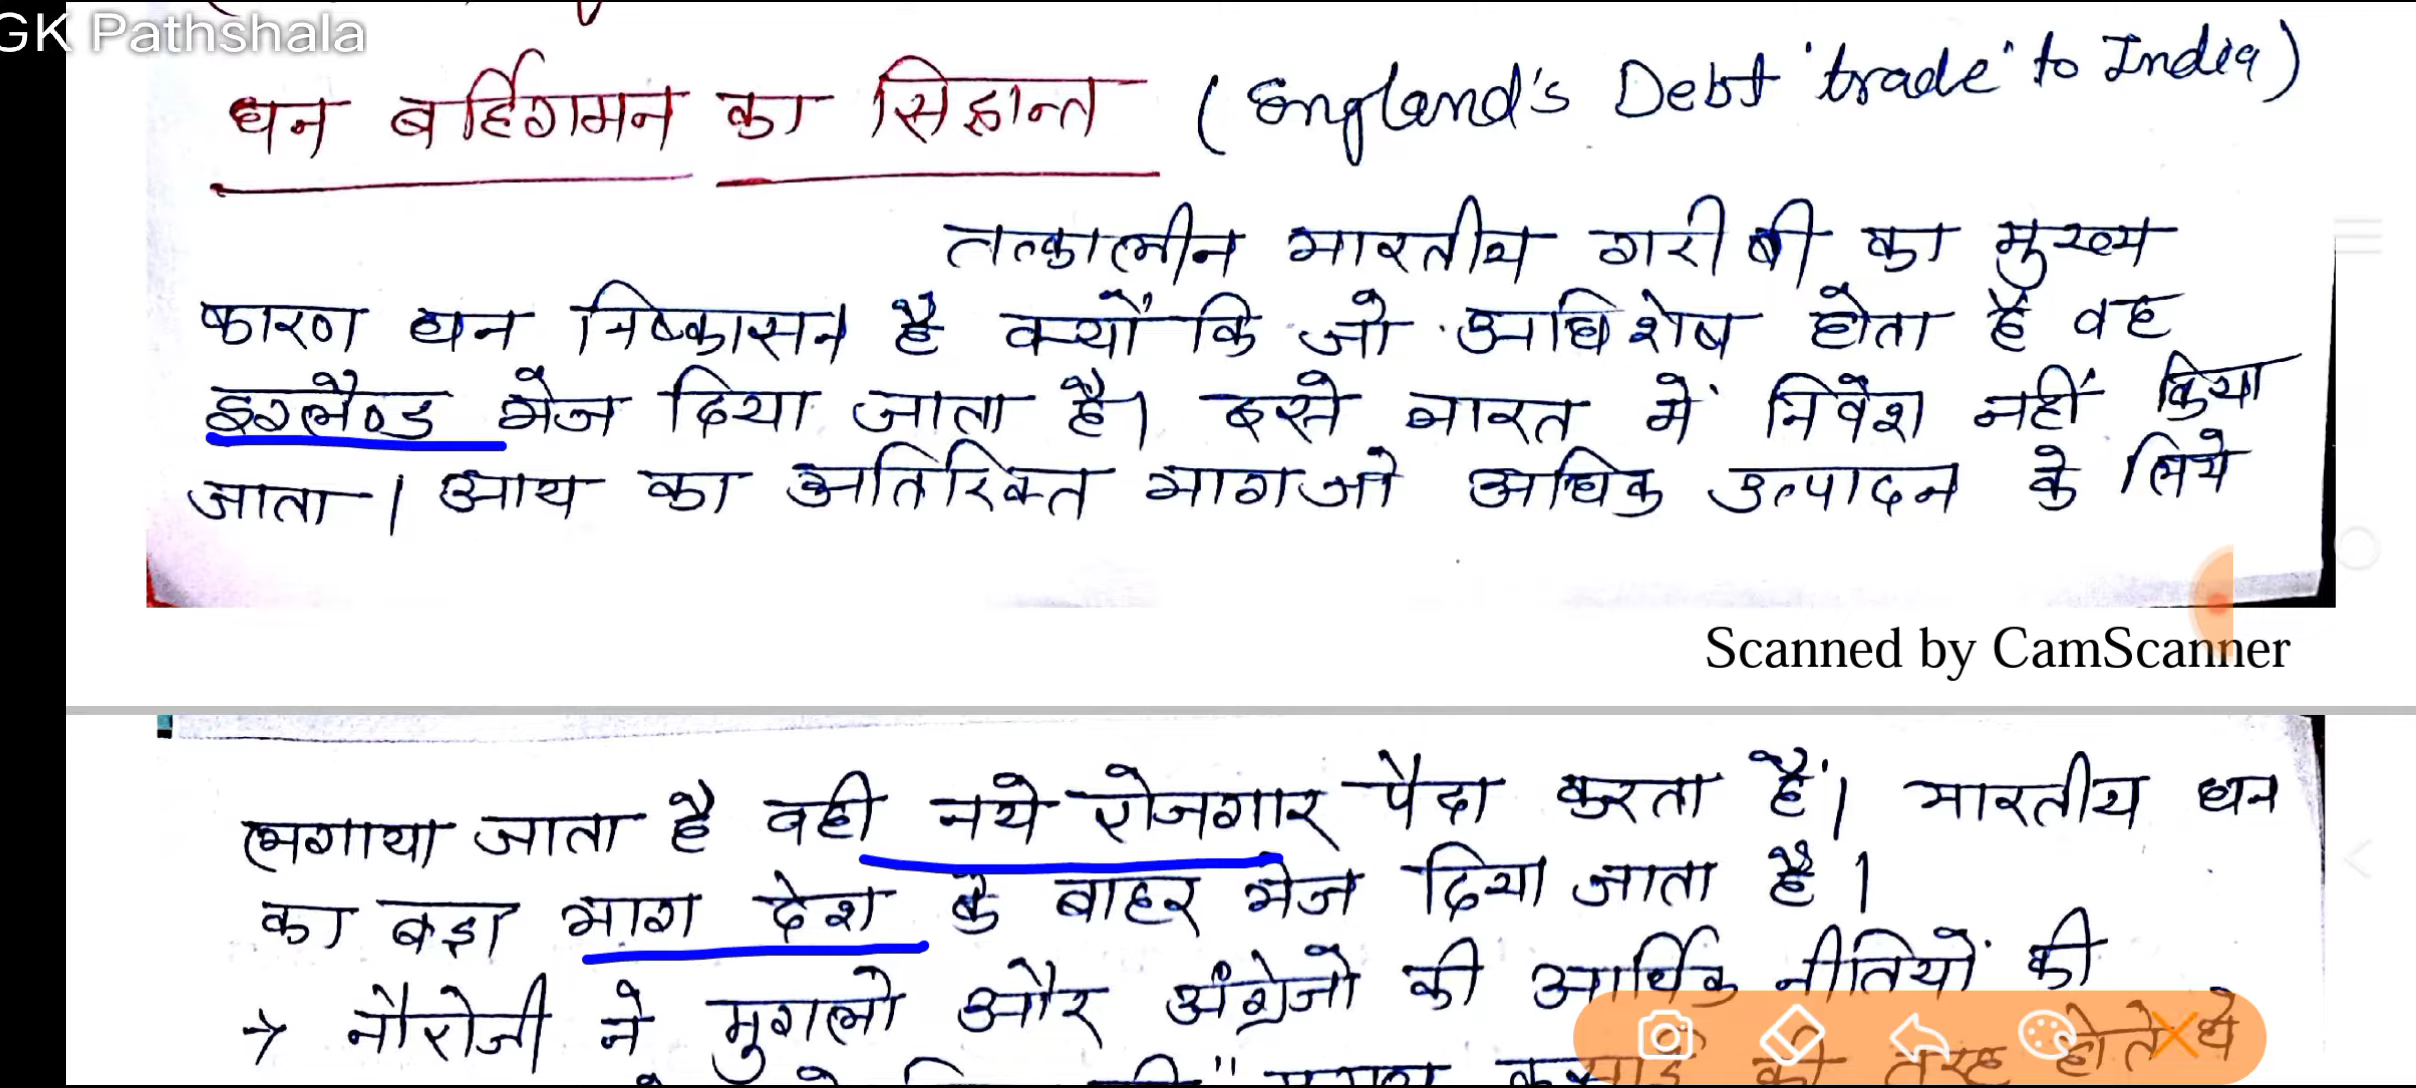 GK Pathshala
धन बर्हिगमन का सिद्धान्त (England's Debt 'trade' to India)
तत्कालीन भारतीय गरीबी का मुख्य
कारण धन निष्कासन है क्योंकि जो अधिशेष होता है वह
इंग्लैण्ड भेज दिया जाता है। इसे भारत में निवेश नहीं किया
जाता। आय का अतिरिक्त भाग जो अधिक उत्पादन के लिये
Scanned by CamScanner
लगाया जाता है वही नये रोजगार पैदा करता है। भारतीय धन
का बड़ा भाग देश के बाहर भेज दिया जाता है।
→ नौरोजी ने मुगलो और अंग्रेजो की आर्थिक नीतियों की
की तरह होते थे